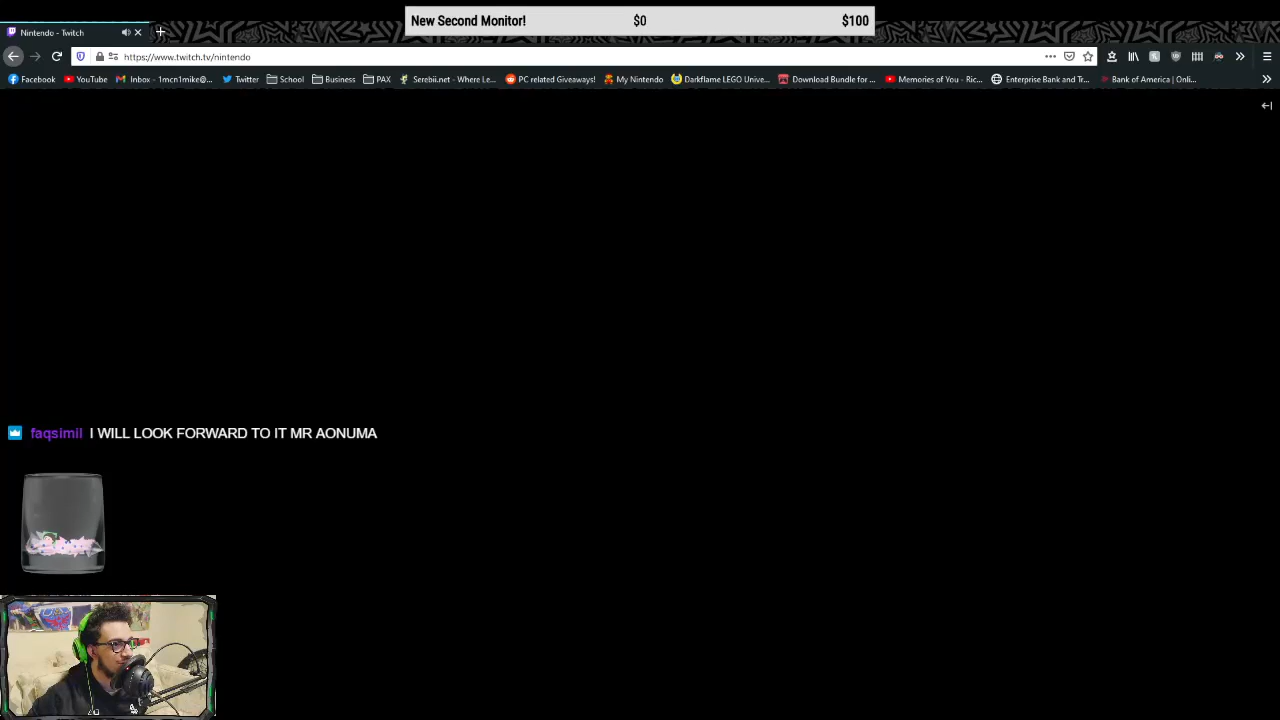 New Second Monitor! $0 $100
Nintendo - Twitch
https://www.twitch.tv/nintendo
Facebook YouTube Inbox - 1mcn1mike@... Twitter School Business PAX Serebii.net - Where Le... PC related Giveaways! My Nintendo Darkflame LEGO Unive... Download Bundle for ... Memories of You - Ric... Enterprise Bank and Tr... Bank of America | Onli...
faqsimil I WILL LOOK FORWARD TO IT MR AONUMA